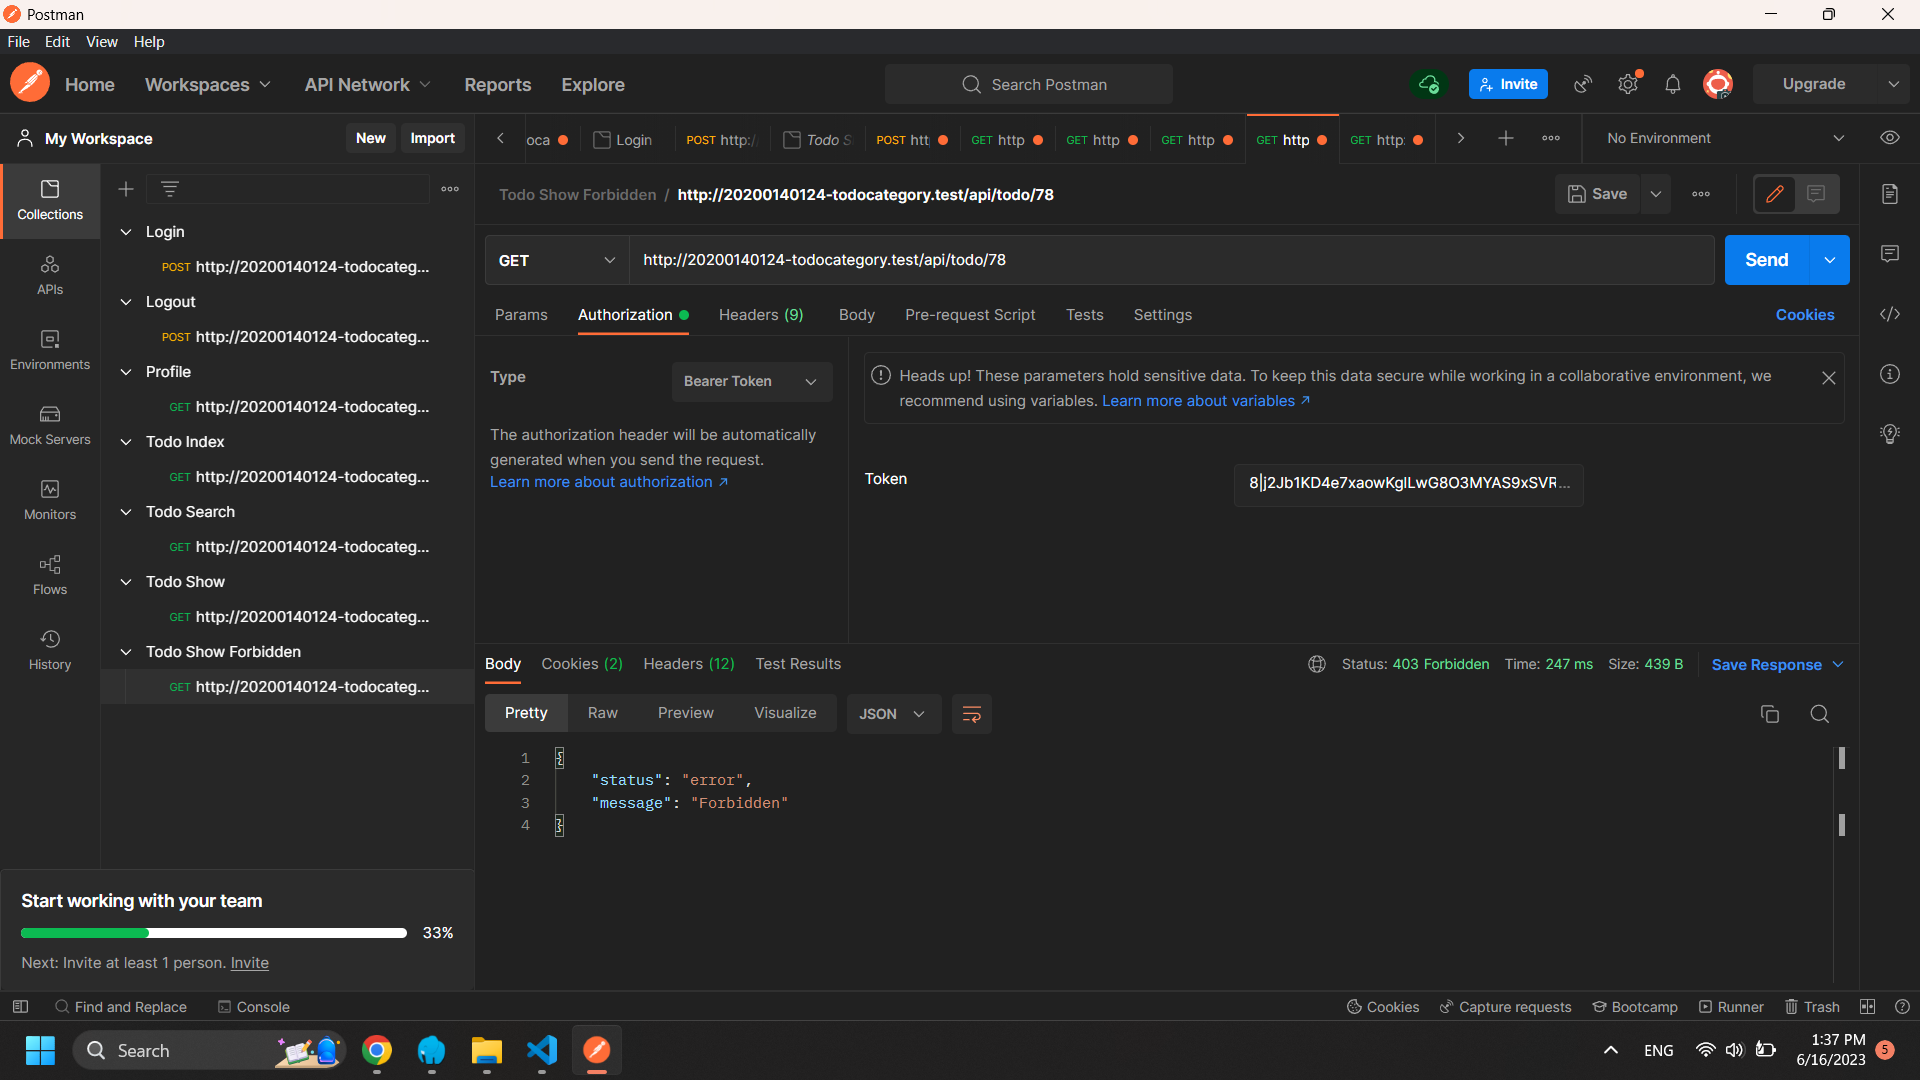 Postman
File Edit View Help
Home Workspaces API Network Reports Explore Search Postman Invite Upgrade
My Workspace New Import
oca Login POST http:/ Todo S POST htt GET http GET http GET http GET http GET http: No Environment
Collections
APIs
Environments
Mock Servers
Monitors
Flows
History
Login
POST http://20200140124-todocateg...
Logout
POST http://20200140124-todocateg...
Profile
GET http://20200140124-todocateg...
Todo Index
GET http://20200140124-todocateg...
Todo Search
GET http://20200140124-todocateg...
Todo Show
GET http://20200140124-todocateg...
Todo Show Forbidden
GET http://20200140124-todocateg...
Start working with your team
33%
Next: Invite at least 1 person. Invite
Todo Show Forbidden / http://20200140124-todocategory.test/api/todo/78 Save
GET http://20200140124-todocategory.test/api/todo/78 Send
Params Authorization Headers (9) Body Pre-request Script Tests Settings Cookies
Type Bearer Token
The authorization header will be automatically
generated when you send the request.
Learn more about authorization ↗
Heads up! These parameters hold sensitive data. To keep this data secure while working in a collaborative environment, we
recommend using variables. Learn more about variables ↗
Token 8|j2Jb1KD4e7xaowKglLwG8O3MYAS9xSVR...
Body Cookies (2) Headers (12) Test Results Status: 403 Forbidden Time: 247 ms Size: 439 B Save Response
Pretty Raw Preview Visualize JSON
1 {
2 "status": "error",
3 "message": "Forbidden"
4 }
Find and Replace Console Cookies Capture requests Bootcamp Runner Trash
Search ENG 1:37 PM
6/16/2023 5